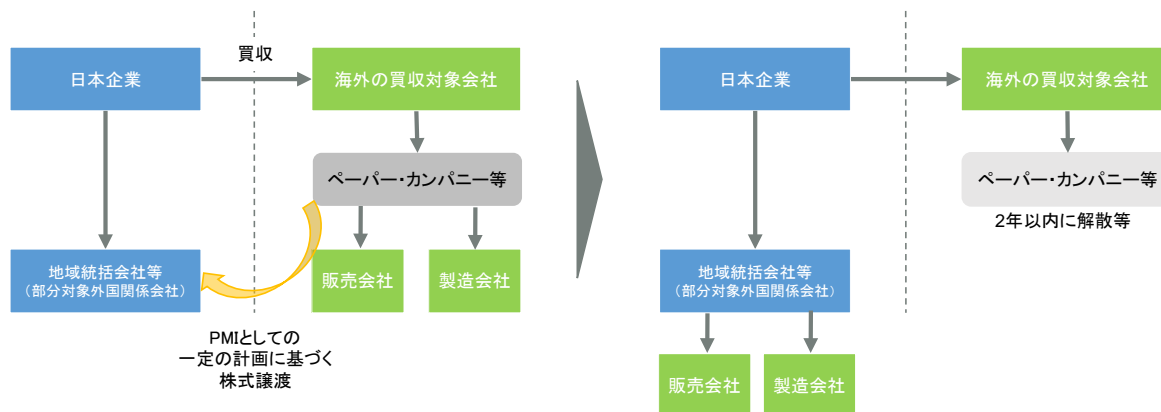 買収
日本企業
海外の買収対象会社
ペーパー・カンパニー等
地域統括会社等
（部分対象外国関係会社）
販売会社
製造会社
PMIとしての
一定の計画に基づく
株式譲渡
日本企業
海外の買収対象会社
ペーパー・カンパニー等
2年以内に解散等
地域統括会社等
（部分対象外国関係会社）
販売会社
製造会社